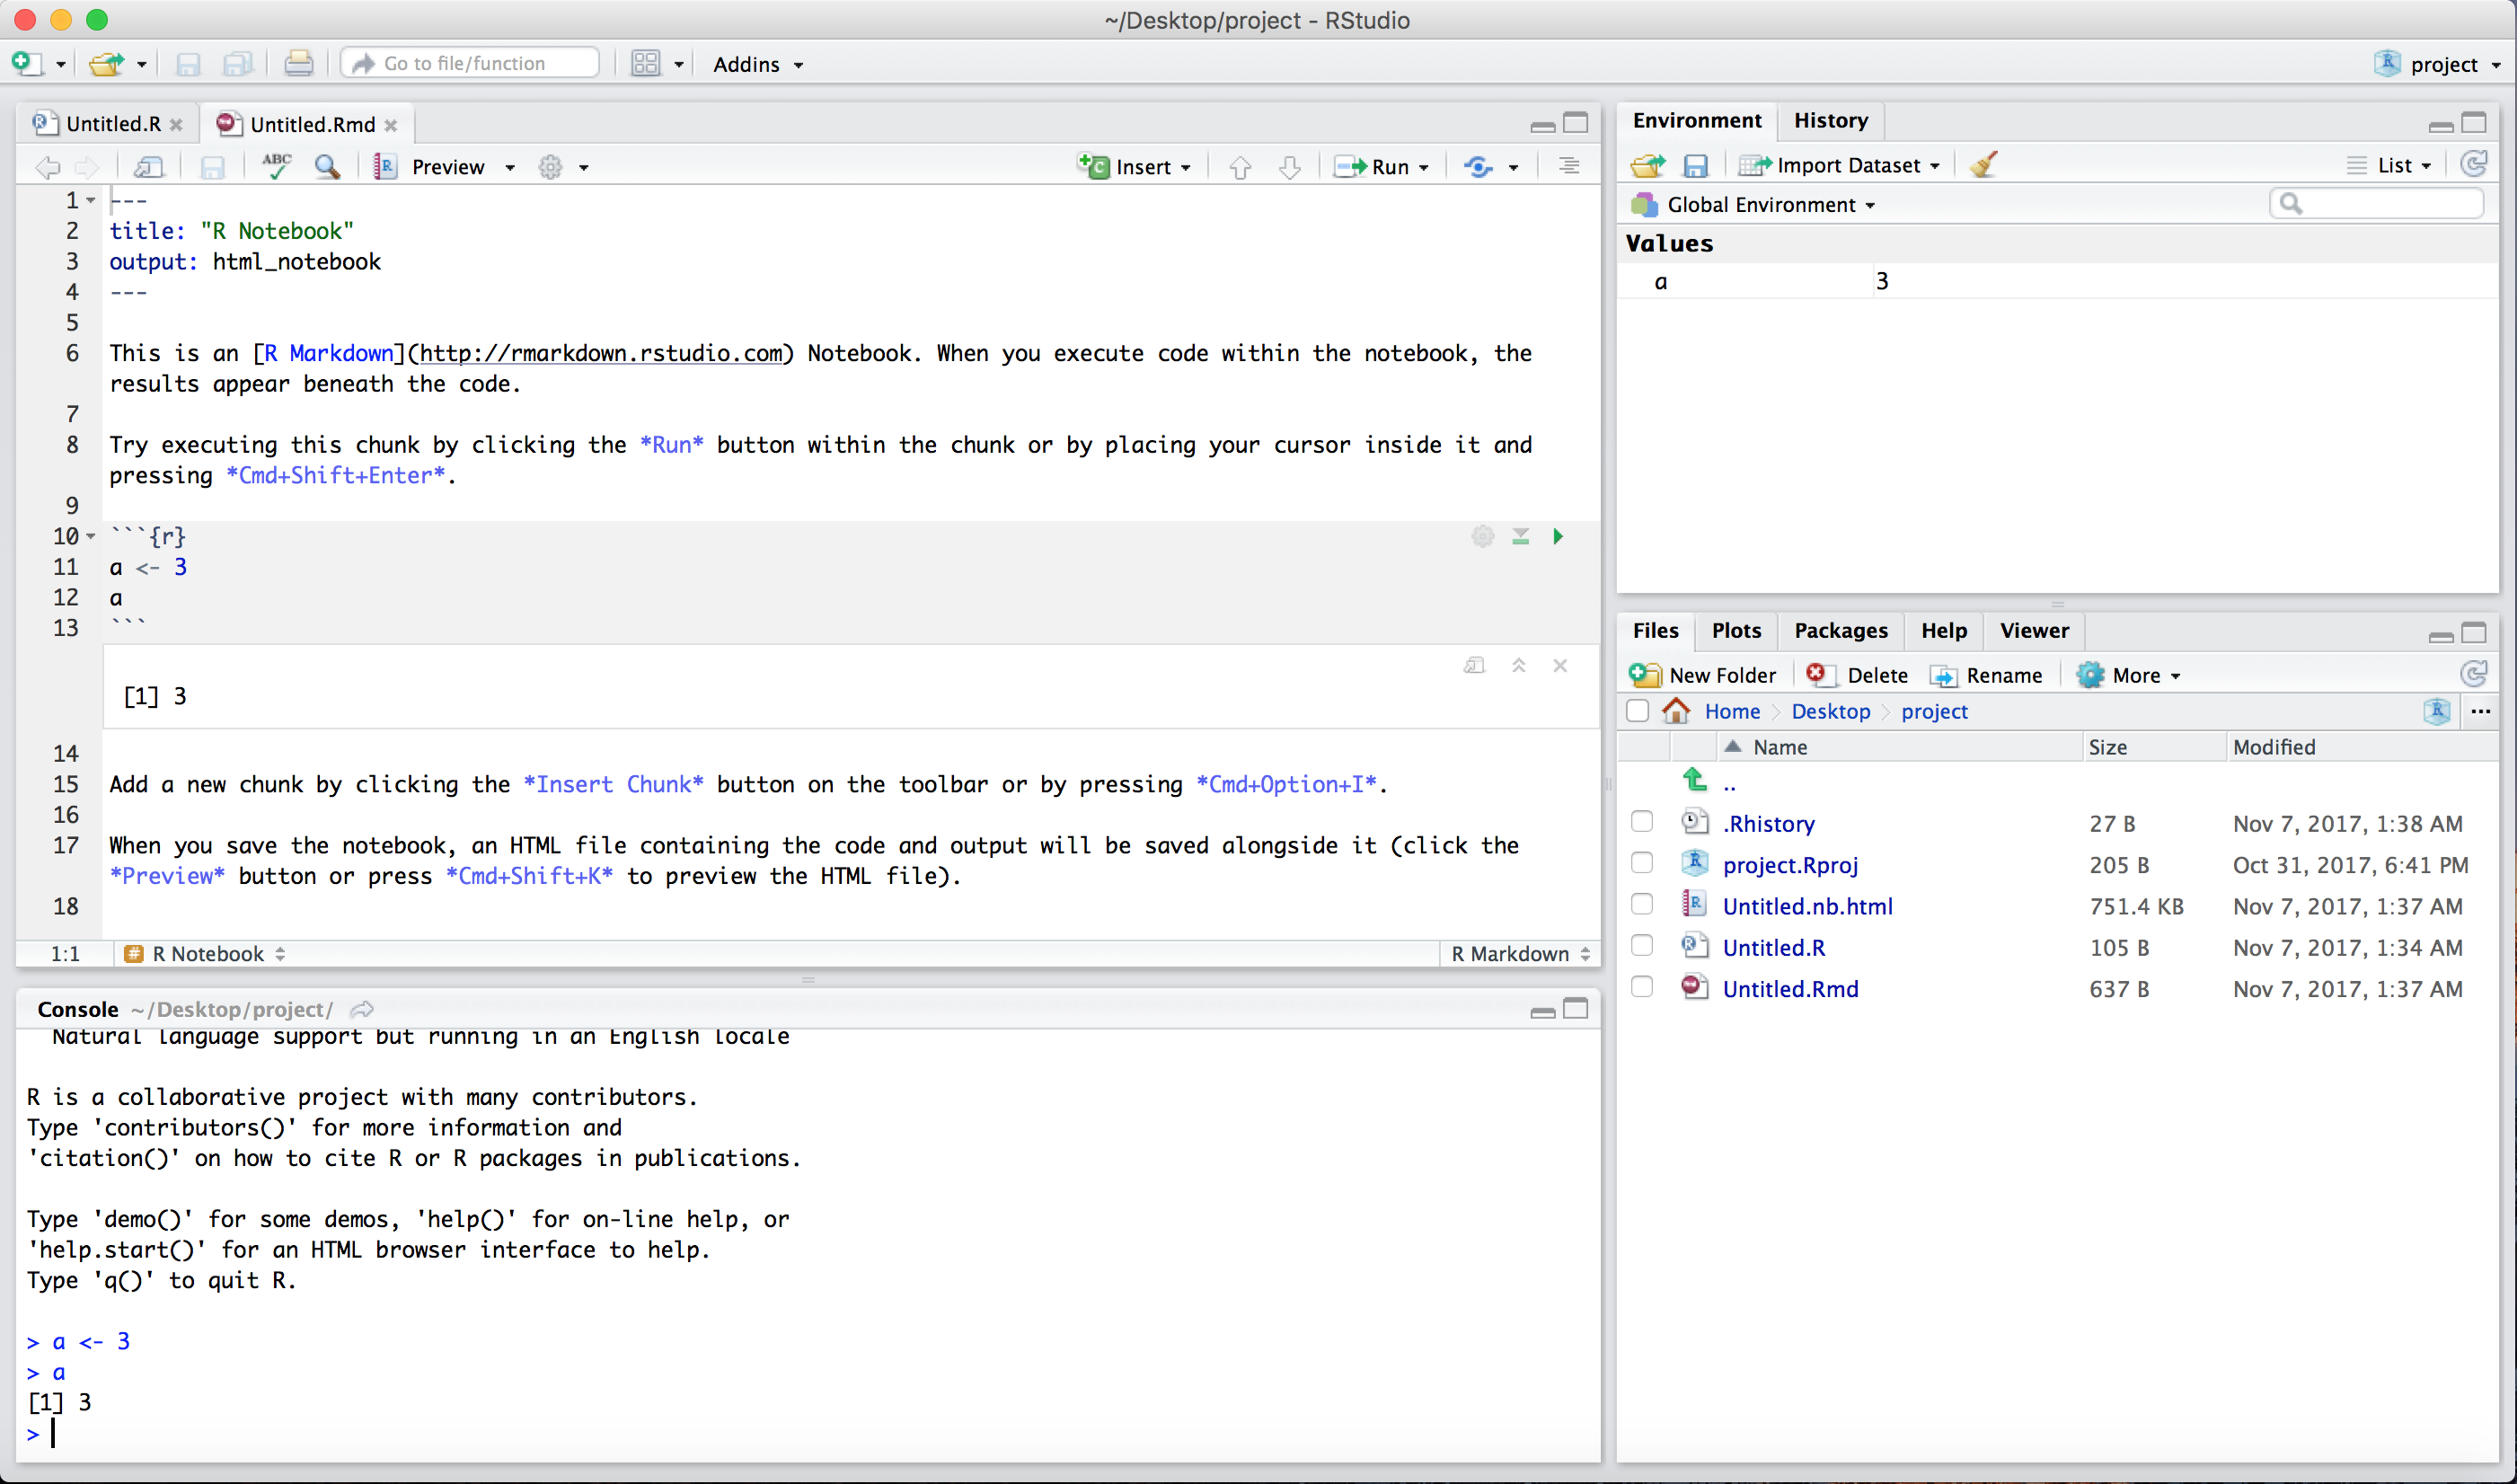 ~/Desktop/project - RStudio
Go to file/function
Addins
project
Untitled.R
Untitled.Rmd
ABC
Preview
Insert
Run
1 ---
2 title: "R Notebook"
3 output: html_notebook
4 ---
5
6 This is an [R Markdown](http://rmarkdown.rstudio.com) Notebook. When you execute code within the notebook, the
results appear beneath the code.
7
8 Try executing this chunk by clicking the *Run* button within the chunk or by placing your cursor inside it and
pressing *Cmd+Shift+Enter*.
9
10 ```{r}
11 a <- 3
12 a
13 ```
[1] 3
14
15 Add a new chunk by clicking the *Insert Chunk* button on the toolbar or by pressing *Cmd+Option+I*.
16
17 When you save the notebook, an HTML file containing the code and output will be saved alongside it (click the
*Preview* button or press *Cmd+Shift+K* to preview the HTML file).
18
1:1 # R Notebook R Markdown
Console ~/Desktop/project/
Natural language support but running in an English locale
R is a collaborative project with many contributors.
Type 'contributors()' for more information and
'citation()' on how to cite R or R packages in publications.
Type 'demo()' for some demos, 'help()' for on-line help, or
'help.start()' for an HTML browser interface to help.
Type 'q()' to quit R.
> a <- 3
> a
[1] 3
>
Environment History
Import Dataset
List
Global Environment
Values
a 3
Files Plots Packages Help Viewer
New Folder Delete Rename More
Home Desktop project
...
Name Size Modified
..
.Rhistory 27 B Nov 7, 2017, 1:38 AM
project.Rproj 205 B Oct 31, 2017, 6:41 PM
Untitled.nb.html 751.4 KB Nov 7, 2017, 1:37 AM
Untitled.R 105 B Nov 7, 2017, 1:34 AM
Untitled.Rmd 637 B Nov 7, 2017, 1:37 AM